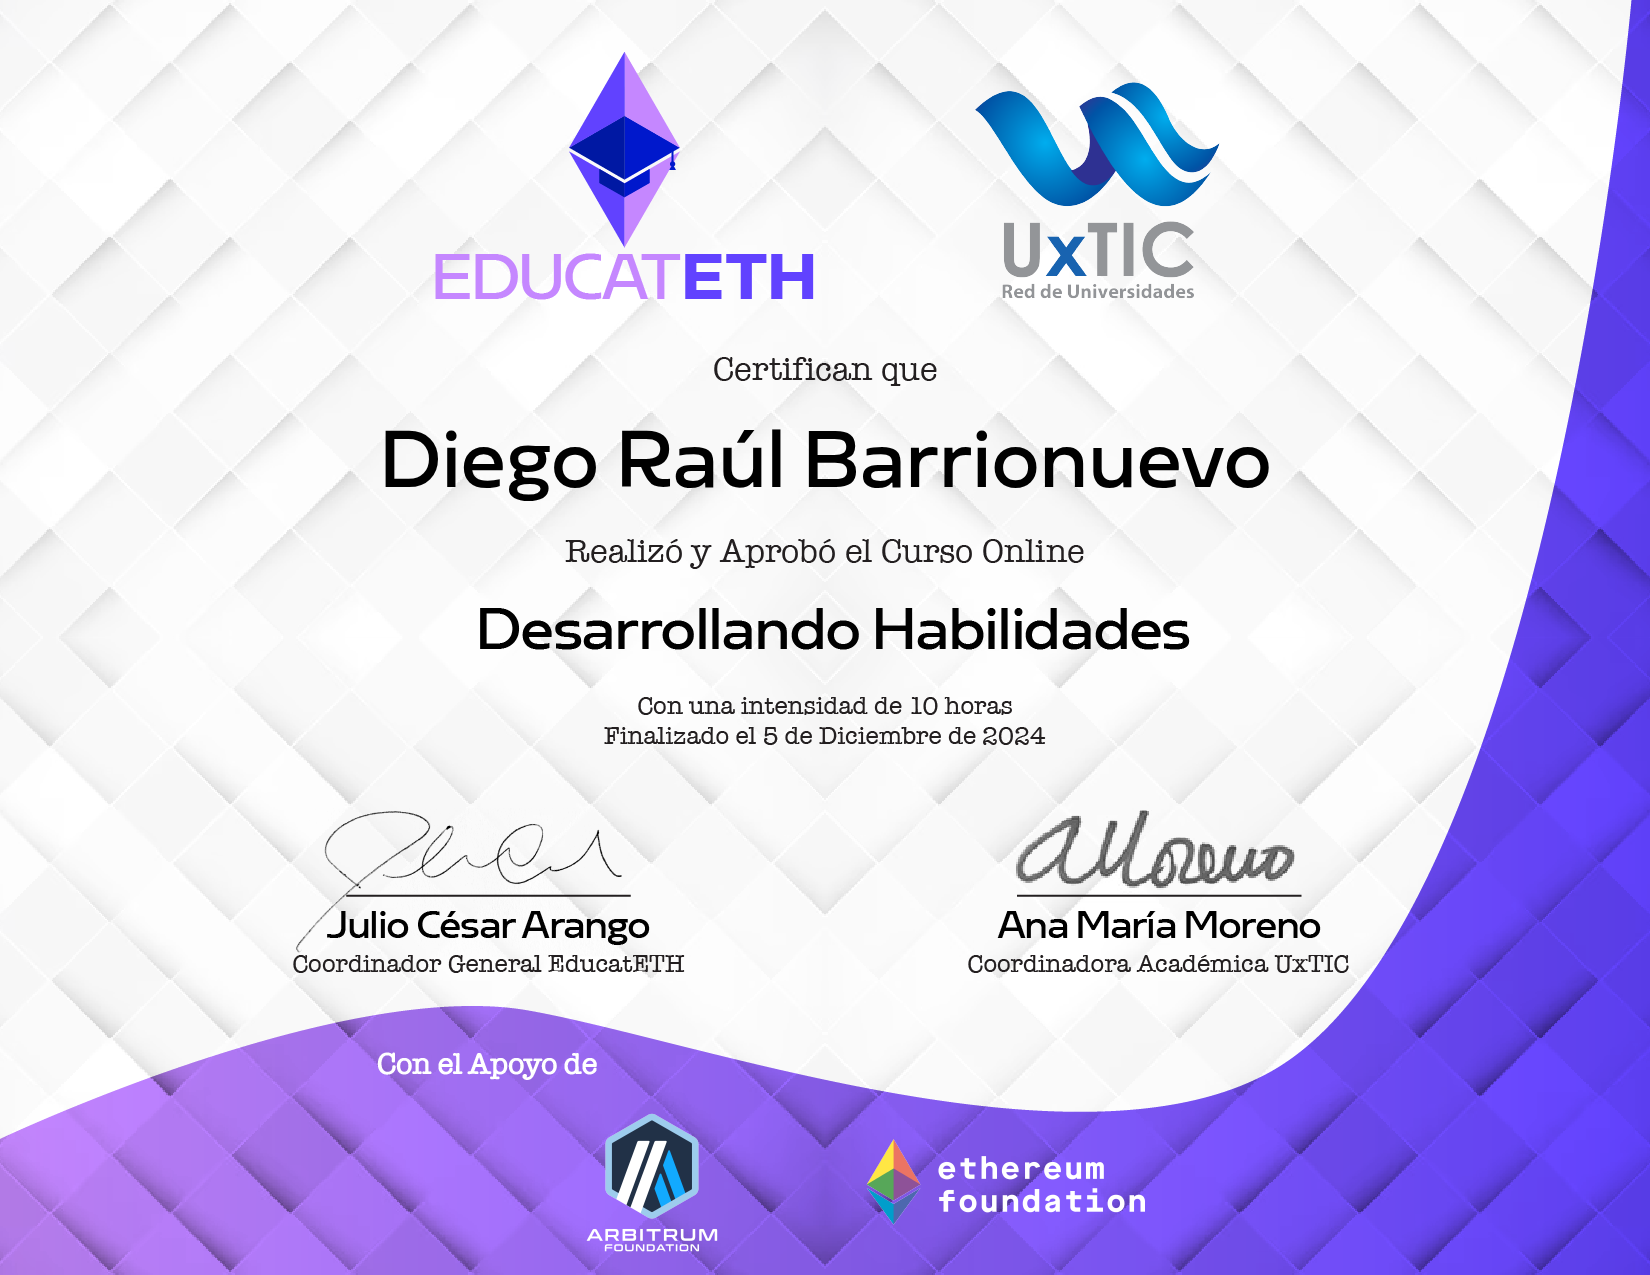 EDUCATETH
UxTIC
Red de Universidades
Certifican que
Diego Raúl Barrionuevo
Realizó y Aprobó el Curso Online
Desarrollando Habilidades
Con una intensidad de 10 horas
Finalizado el 5 de Diciembre de 2024
AMoreno
Julio César Arango
Ana María Moreno
Coordinador General EducatETH
Coordinadora Académica UxTIC
Con el Apoyo de
ARBITRUM
FOUNDATION
ethereum
foundation